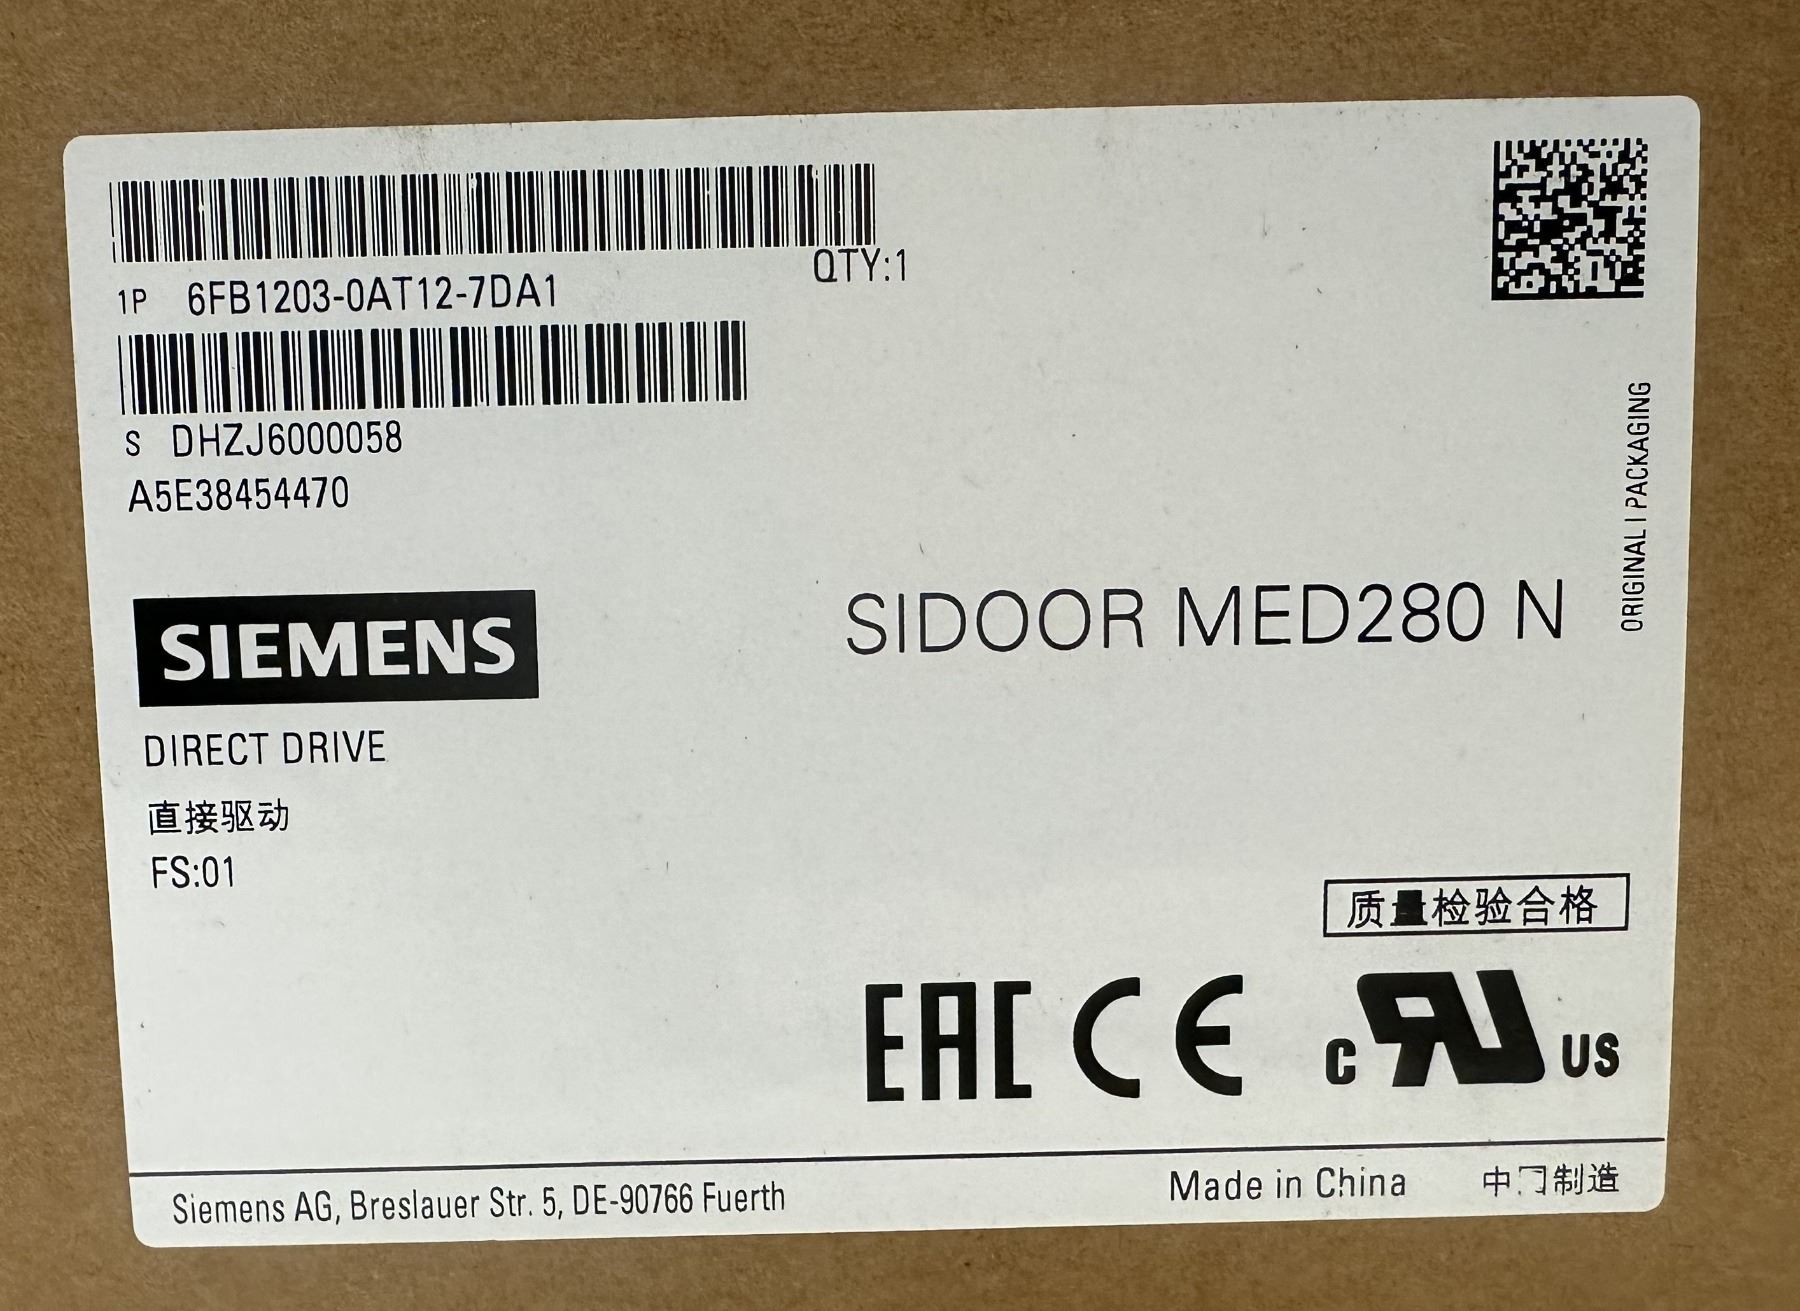 QTY:1
1P 6FB1203-0AT12-7DA1
S DHZJ6000058
A5E38454470
ORIGINAL I PACKAGING
SIEMENS
SIDOOR MED280 N
DIRECT DRIVE
直接驱动
FS:01
质量检验合格
EAC CE c RU US
Siemens AG, Breslauer Str. 5, DE-90766 Fuerth
Made in China
中 制造